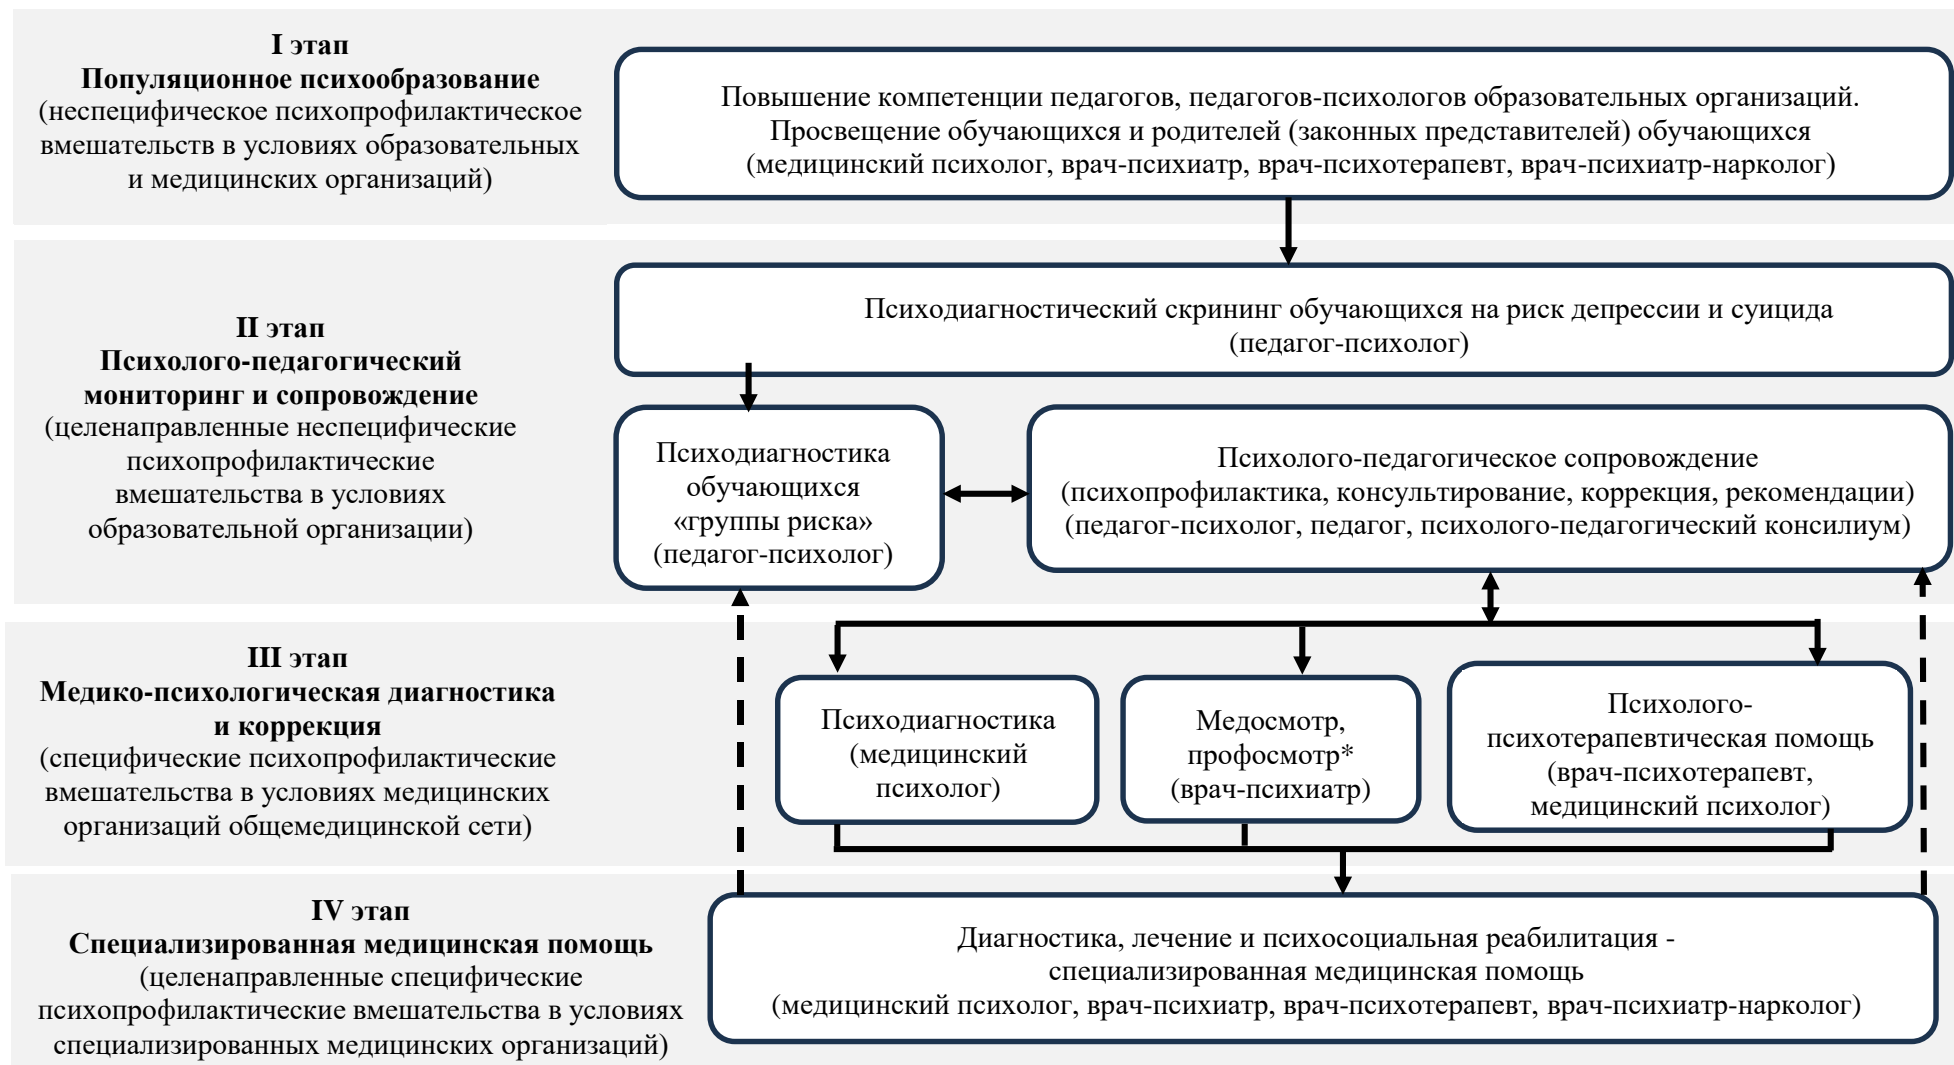 I этап
Популяционное психообразование
(неспецифическое психопрофилактическое
вмешательств в условиях образовательных
и медицинских организаций)
Повышение компетенции педагогов, педагогов-психологов образовательных организаций.
Просвещение обучающихся и родителей (законных представителей) обучающихся
(медицинский психолог, врач-психиатр, врач-психотерапевт, врач-психиатр-нарколог)
II этап
Психолого-педагогический
мониторинг и сопровождение
(целенаправленные неспецифические
психопрофилактические
вмешательства в условиях
образовательной организации)
Психодиагностический скрининг обучающихся на риск депрессии и суицида
(педагог-психолог)
Психодиагностика
обучающихся
«группы риска»
(педагог-психолог)
Психолого-педагогическое сопровождение
(психопрофилактика, консультирование, коррекция, рекомендации)
(педагог-психолог, педагог, психолого-педагогический консилиум)
III этап
Медико-психологическая диагностика
и коррекция
(специфические психопрофилактические
вмешательства в условиях медицинских
организаций общемедицинской сети)
Психодиагностика
(медицинский
психолог)
Медосмотр,
профосмотр*
(врач-психиатр)
Психолого-
психотерапевтическая помощь
(врач-психотерапевт,
медицинский психолог)
IV этап
Специализированная медицинская помощь
(целенаправленные специфические
психопрофилактические вмешательства в условиях
специализированных медицинских организаций)
Диагностика, лечение и психосоциальная реабилитация -
специализированная медицинская помощь
(медицинский психолог, врач-психиатр, врач-психотерапевт, врач-психиатр-нарколог)